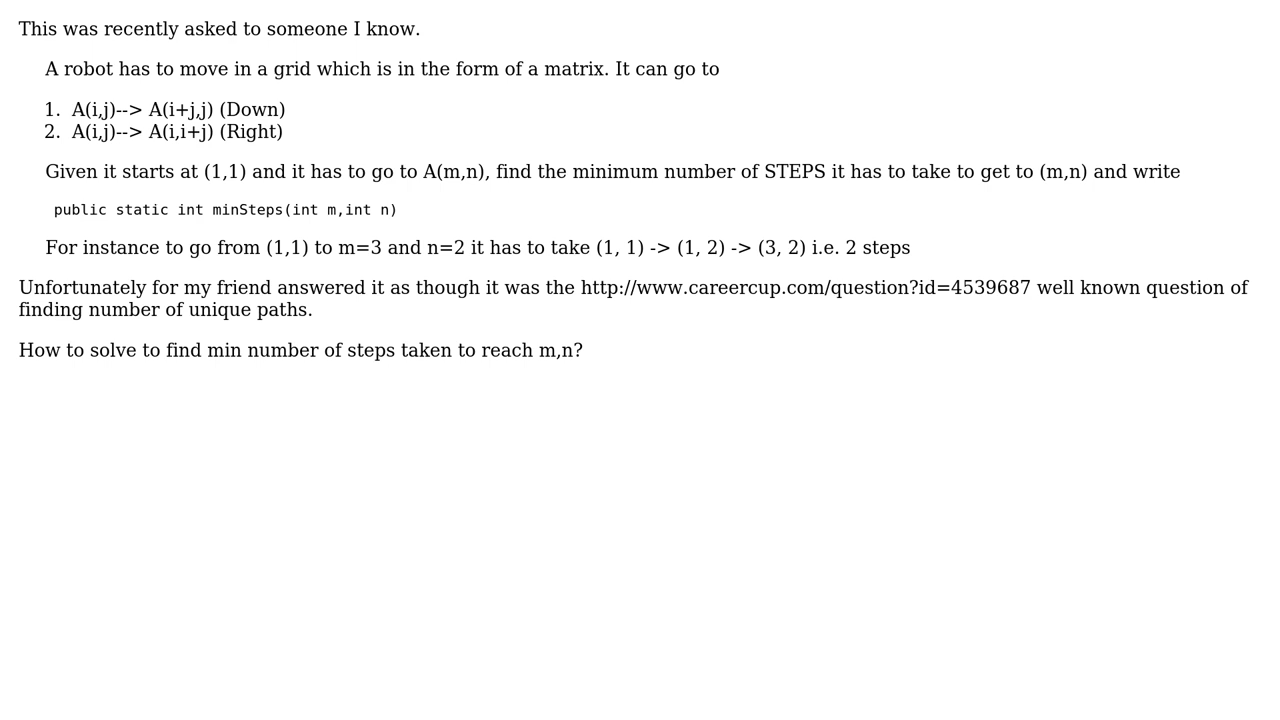 This was recently asked to someone I know.
A robot has to move in a grid which is in the form of a matrix. It can go to
1. A(i,j)--> A(i+j,j) (Down)
2. A(i,j)--> A(i,i+j) (Right)
Given it starts at (1,1) and it has to go to A(m,n), find the minimum number of STEPS it has to take to get to (m,n) and write
public static int minSteps(int m,int n)
For instance to go from (1,1) to m=3 and n=2 it has to take (1, 1) -> (1, 2) -> (3, 2) i.e. 2 steps
Unfortunately for my friend answered it as though it was the http://www.careercup.com/question?id=4539687 well known question of
finding number of unique paths.
How to solve to find min number of steps taken to reach m,n?